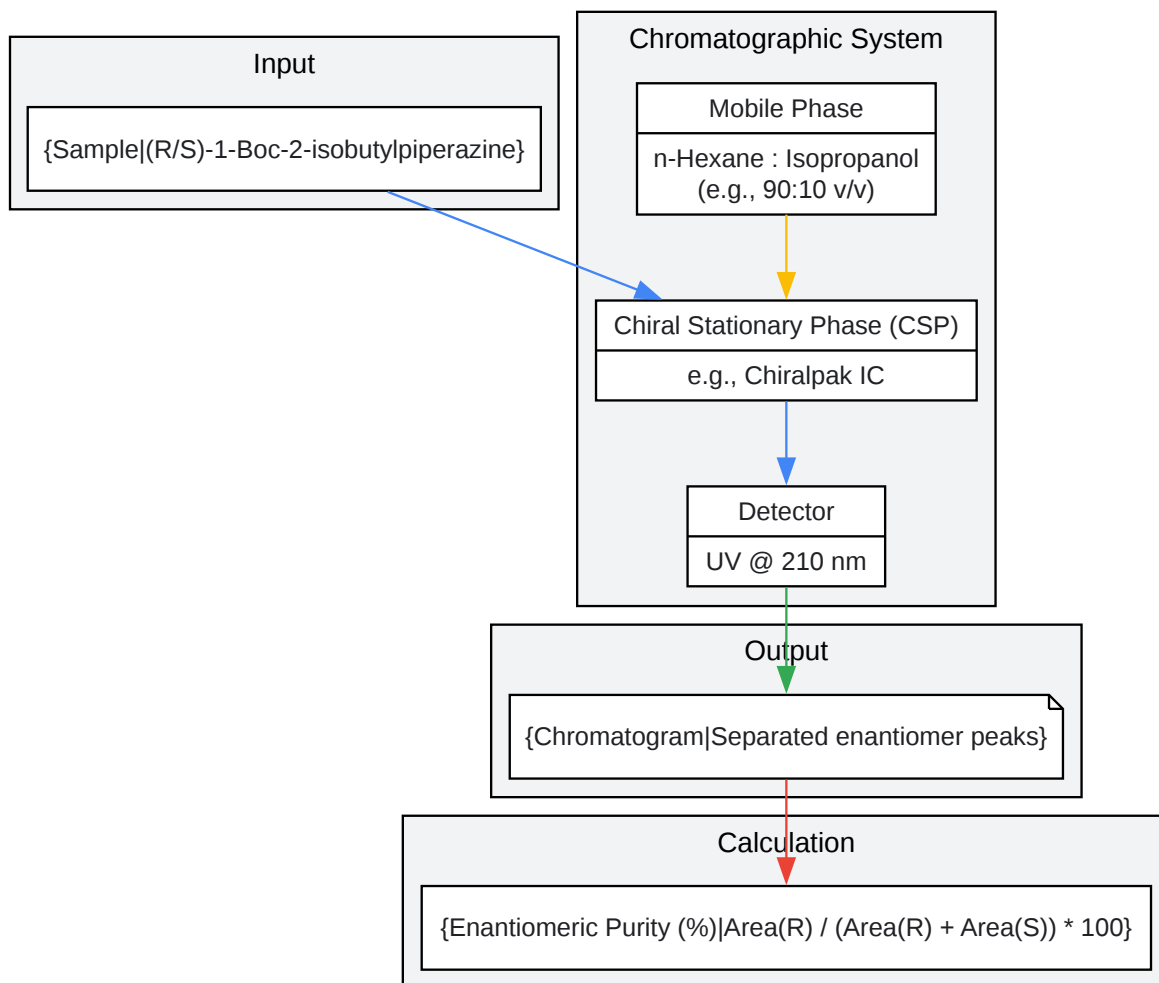 Input
{Sample|(R/S)-1-Boc-2-isobutylpiperazine}
Chromatographic System
Mobile Phase
n-Hexane : Isopropanol
(e.g., 90:10 v/v)
Chiral Stationary Phase (CSP)
e.g., Chiralpak IC
Detector
UV @ 210 nm
Output
{Chromatogram|Separated enantiomer peaks}
Calculation
{Enantiomeric Purity (%)|Area(R) / (Area(R) + Area(S)) * 100}